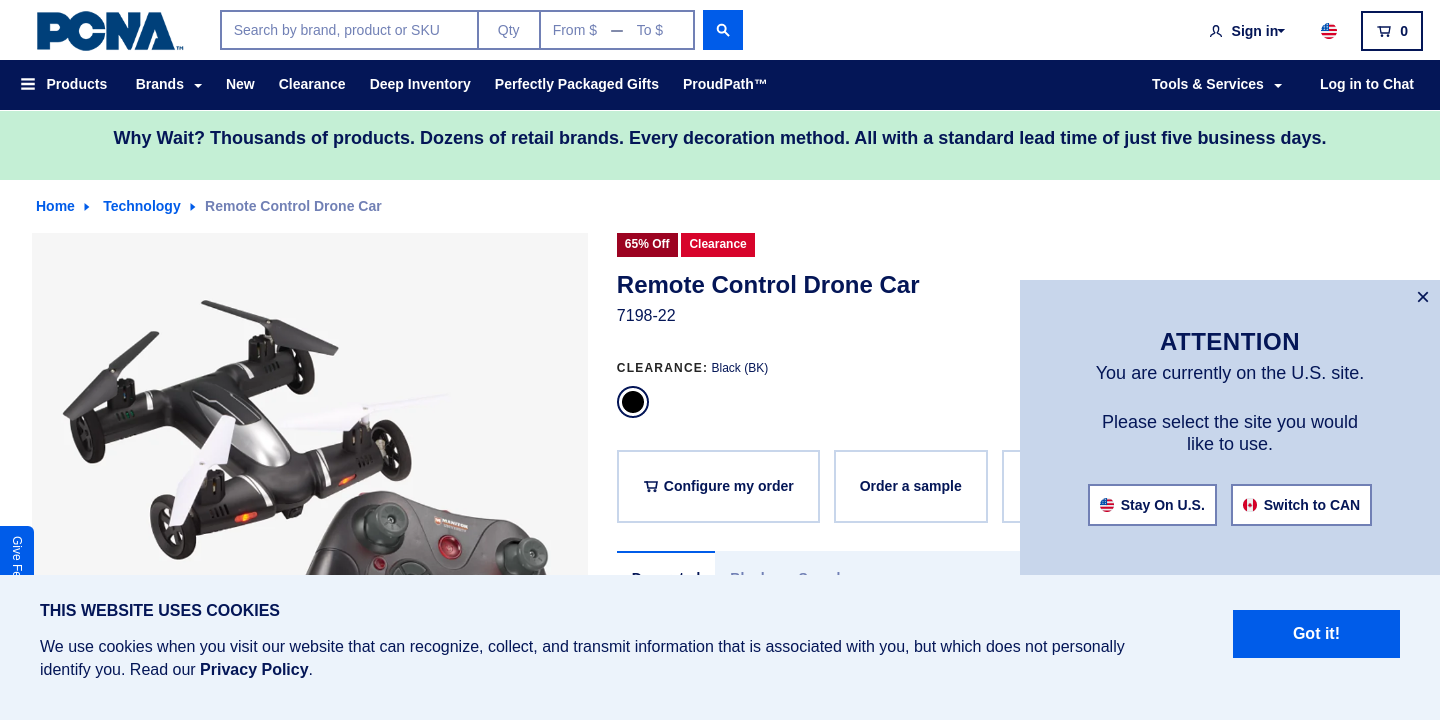 PCNA™
Search by brand, product or SKU
Qty
From $ — To $
Sign in
0
Products
Brands
New
Clearance
Deep Inventory
Perfectly Packaged Gifts
ProudPath™
Tools & Services
Log in to Chat
Why Wait? Thousands of products. Dozens of retail brands. Every decoration method. All with a standard lead time of just five business days.
Home
Technology
Remote Control Drone Car
65% Off
Clearance
Remote Control Drone Car
7198-22
CLEARANCE: Black (BK)
Configure my order
Order a sample
×
ATTENTION
You are currently on the U.S. site.
Please select the site you would
like to use.
Stay On U.S.
Switch to CAN
Give Fe
THIS WEBSITE USES COOKIES
We use cookies when you visit our website that can recognize, collect, and transmit information that is associated with you, but which does not personally
identify you. Read our Privacy Policy.
Got it!